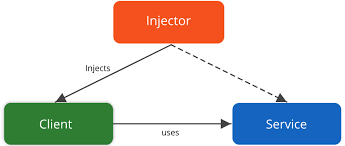 Injector
Injects
Client
uses
Service